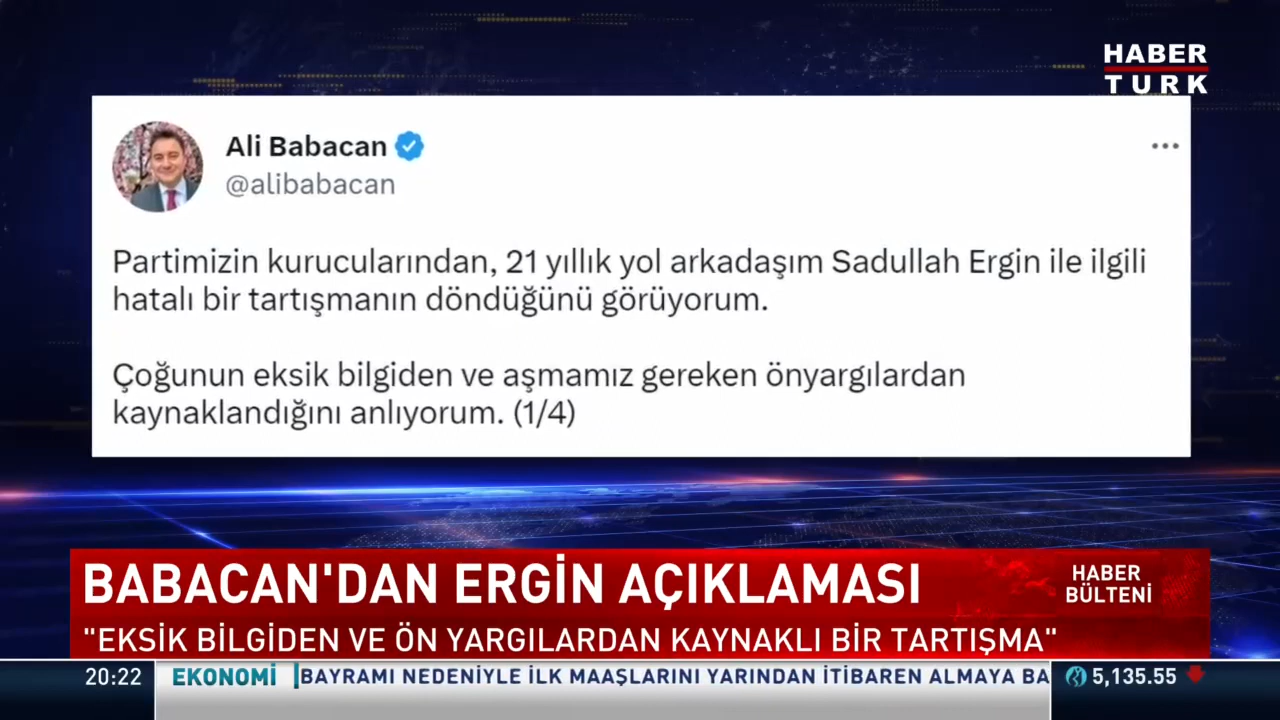 HABER
TURK
Ali Babacan
@alibabacan
Partimizin kurucularından, 21 yıllık yol arkadaşım Sadullah Ergin ile ilgili
hatalı bir tartışmanın döndüğünü görüyorum.
Çoğunun eksik bilgiden ve aşmamız gereken önyargılardan
kaynaklandığını anlıyorum. (1/4)
BABACAN'DAN ERGİN AÇIKLAMASI
HABER
BÜLTENİ
"EKSİK BİLGİDEN VE ÖN YARGILARDAN KAYNAKLI BİR TARTIŞMA"
20:22 EKONOMİ BAYRAMI NEDENİYLE İLK MAAŞLARINI YARINDAN İTİBAREN ALMAYA BA 5,135.55